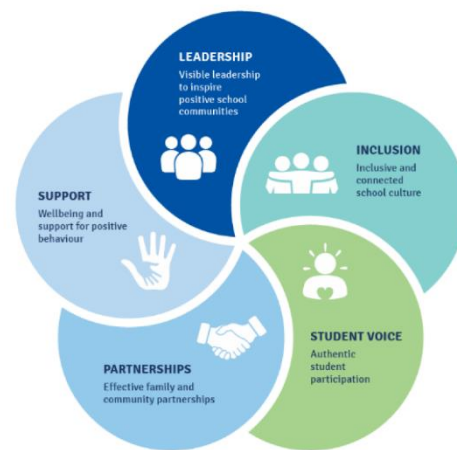 LEADERSHIP
Visible leadership
to inspire
positive school
communities
INCLUSION
Inclusive and
connected
school culture
STUDENT VOICE
Authentic
student
participation
PARTNERSHIPS
Effective family and
community partnerships
SUPPORT
Wellbeing and
support for positive
behaviour